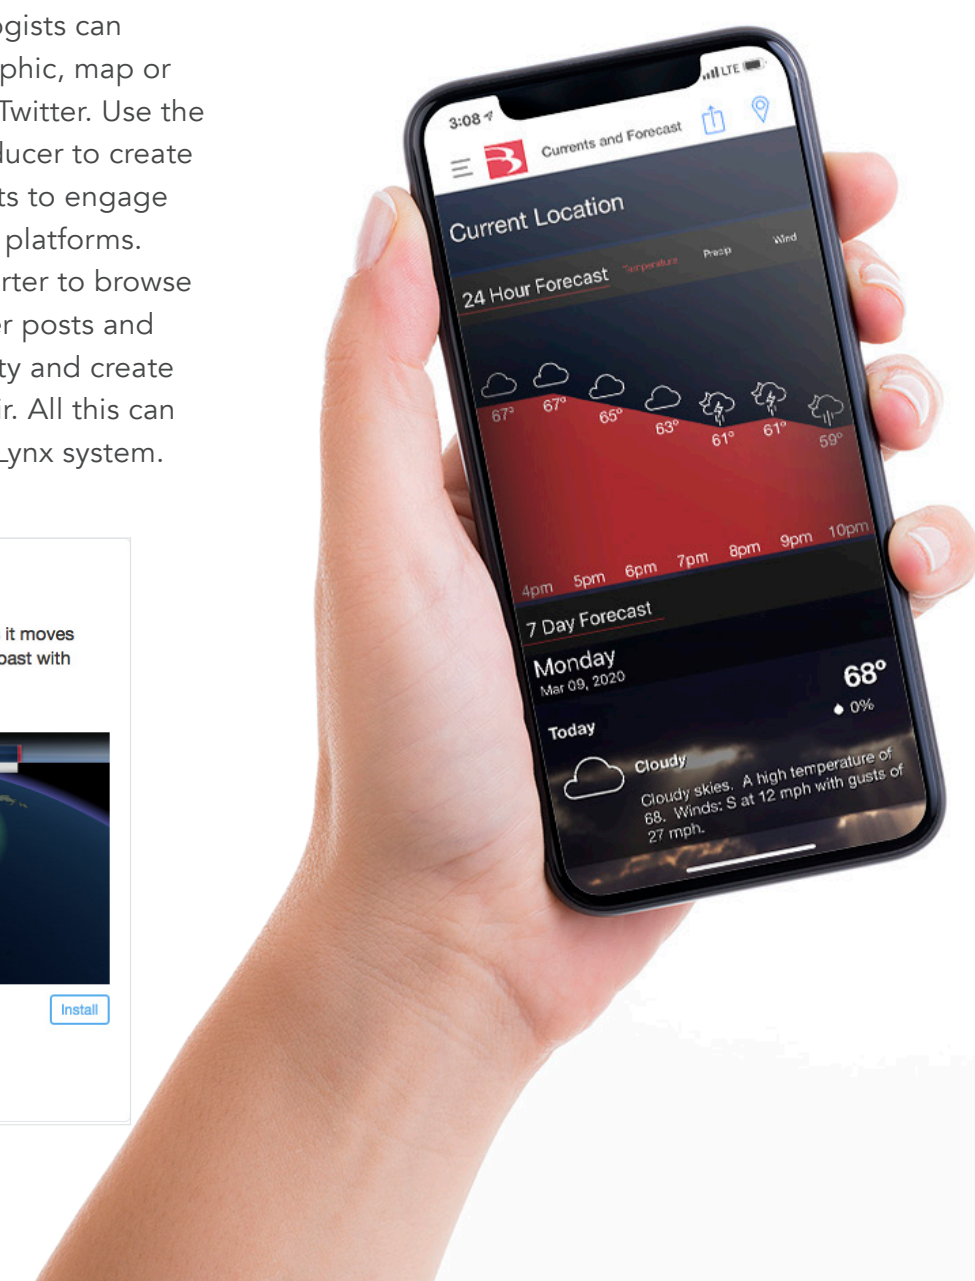 ogists can
phic, map or
Twitter. Use the
ducer to create
ts to engage
platforms.
rter to browse
er posts and
ty and create
ir. All this can
Lynx system.
it moves
oast with
Install
3:08
LTE
Currents and Forecast
Current Location
24 Hour Forecast
Temperature
Precip
Wind
67° 67° 65° 63° 61° 61° 59°
4pm 5pm 6pm 7pm 8pm 9pm 10pm
7 Day Forecast
Monday
Mar 09, 2020
68°
0%
Today
Cloudy
Cloudy skies. A high temperature of
68. Winds: S at 12 mph with gusts of
27 mph.